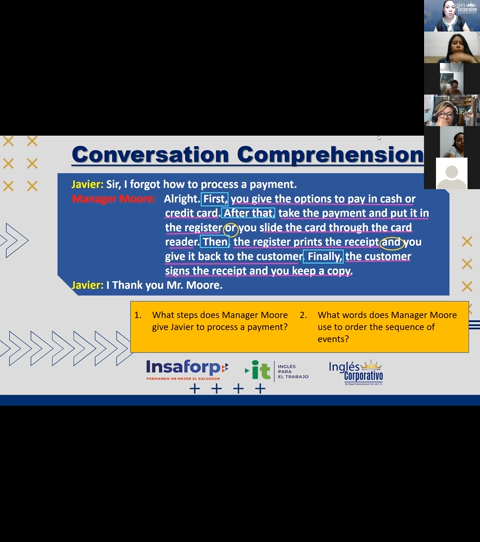 Inglés
Corporativo
Conversation Comprehension
Javier: Sir, I forgot how to process a payment.
Manager Moore: Alright. First, you give the options to pay in cash or
credit card. After that, take the payment and put it in
the register or you slide the card through the card
reader. Then, the register prints the receipt and you
give it back to the customer. Finally, the customer
signs the receipt and you keep a copy.
Javier: I Thank you Mr. Moore.
1. What steps does Manager Moore
give Javier to process a payment?
2. What words does Manager Moore
use to order the sequence of
events?
Insaforp
FORMANDO UN MEJOR EL SALVADOR
it
INGLÉS
PARA
EL TRABAJO
Inglés
Corporativo